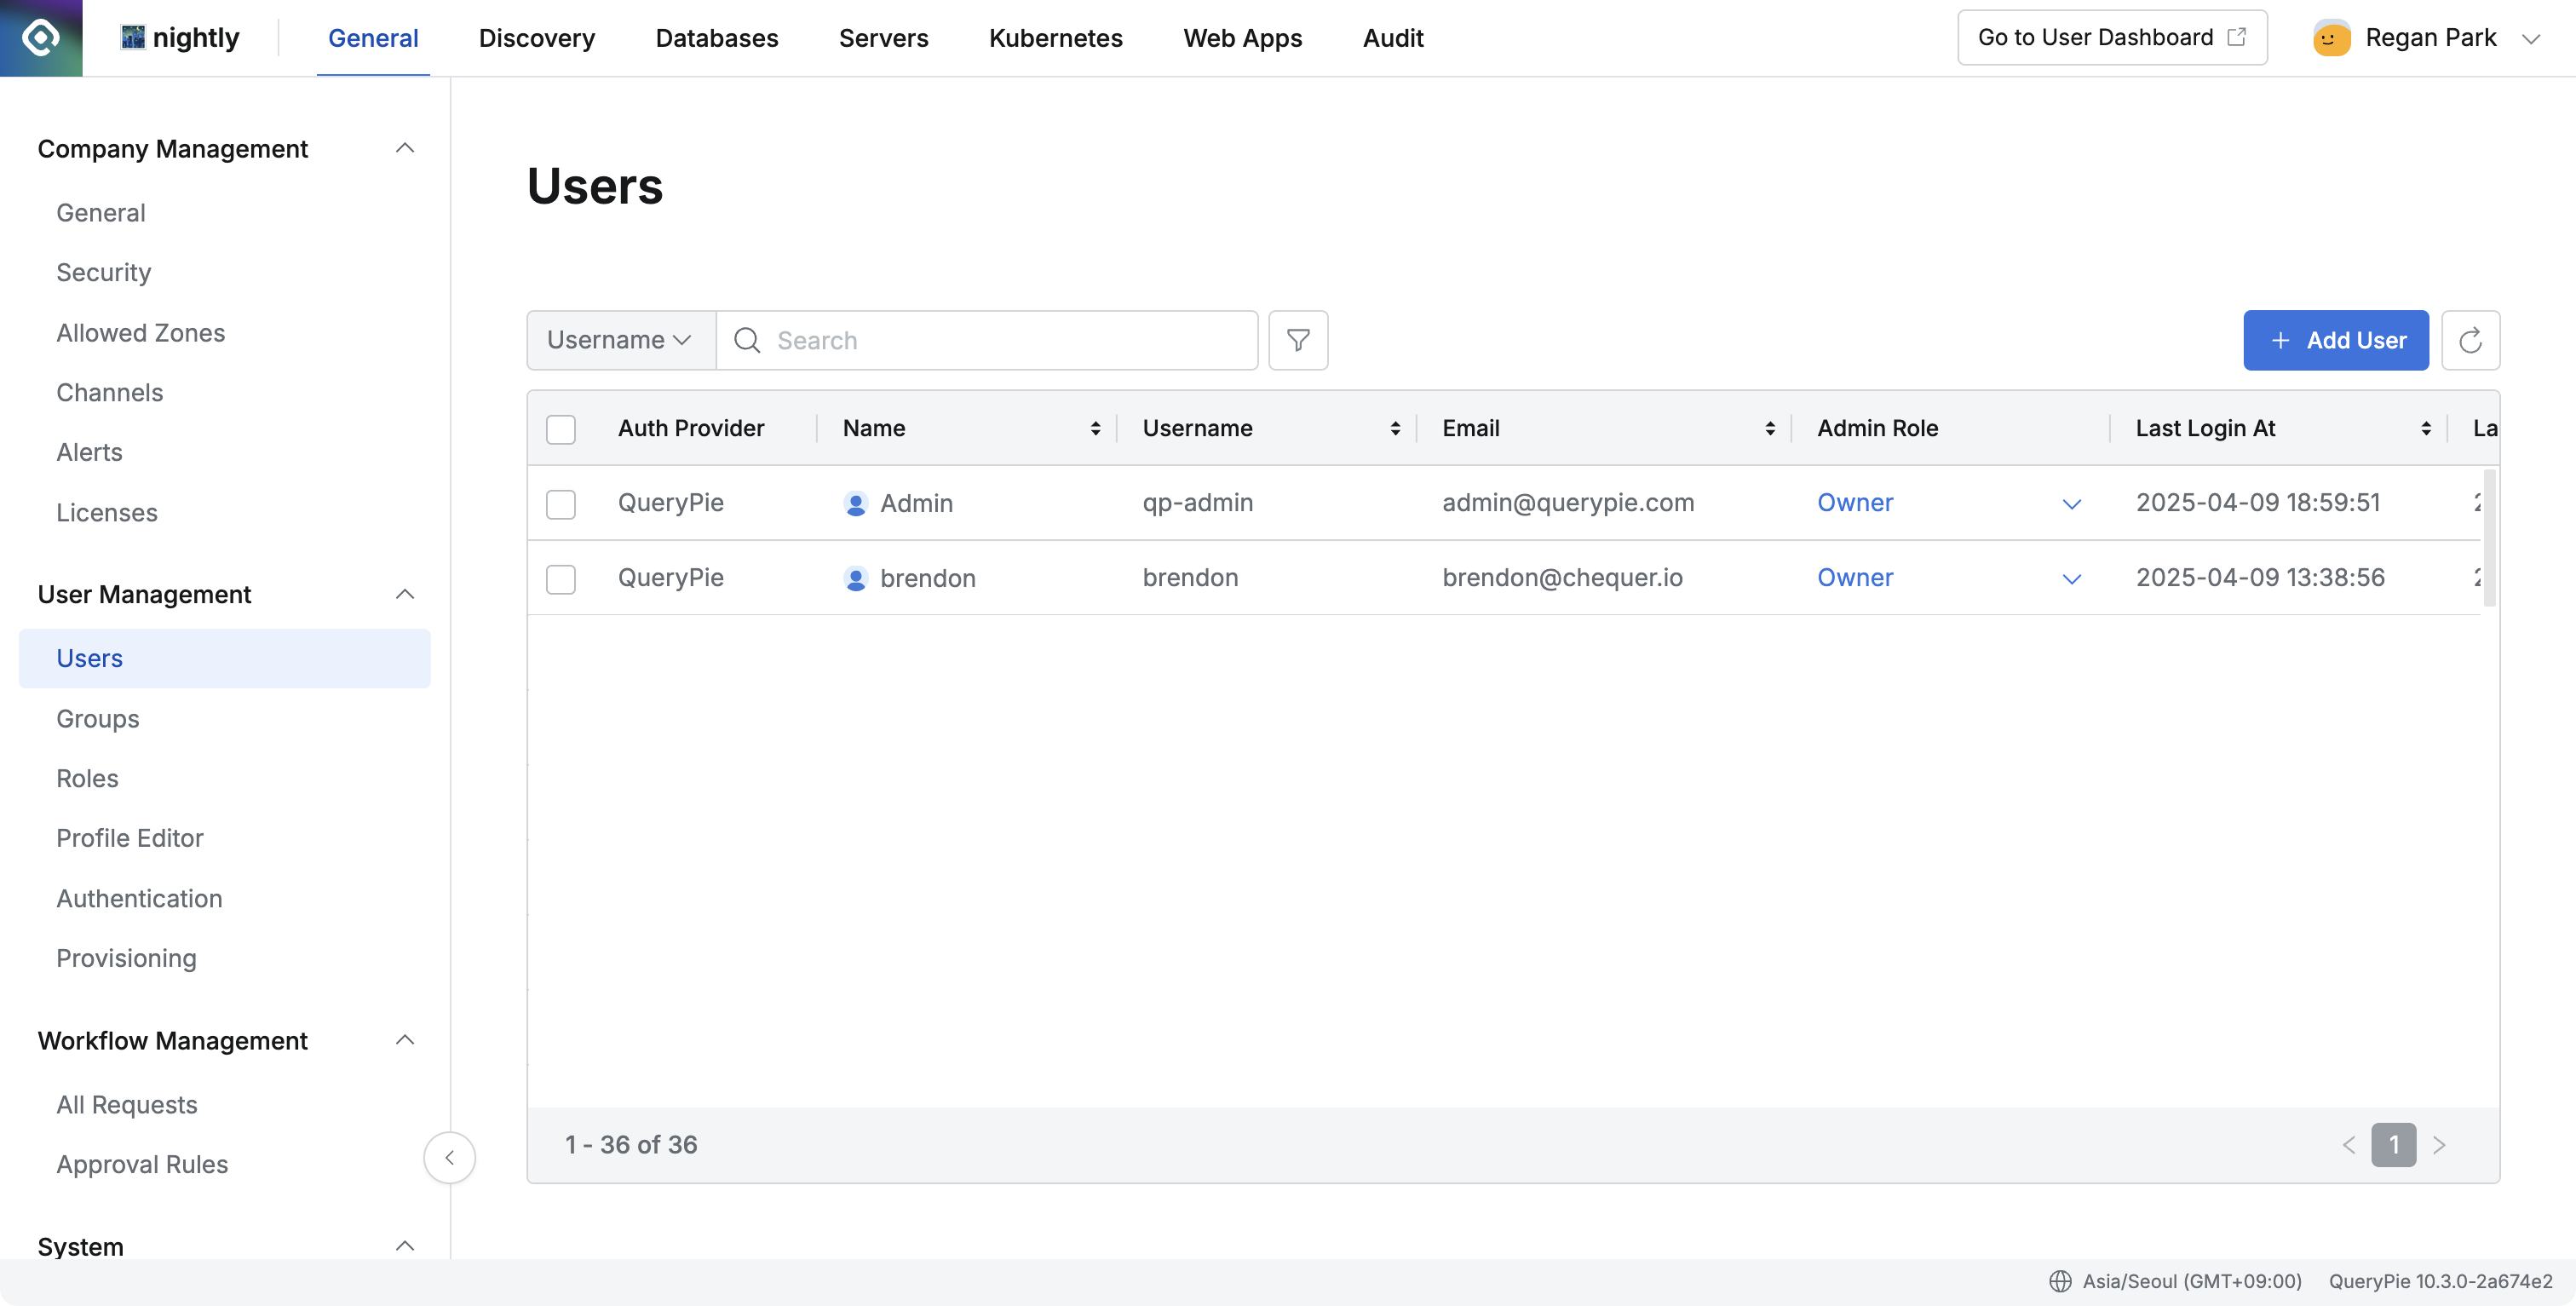 nightly
General
Discovery
Databases
Servers
Kubernetes
Web Apps
Audit
Go to User Dashboard
Regan Park
Company Management
General
Security
Allowed Zones
Channels
Alerts
Licenses
User Management
Users
Groups
Roles
Profile Editor
Authentication
Provisioning
Workflow Management
All Requests
Approval Rules
System
Users
Username
Search
+ Add User
Auth Provider Name Username Email Admin Role Last Login At La
QueryPie Admin qp-admin admin@querypie.com Owner 2025-04-09 18:59:51
QueryPie brendon brendon brendon@chequer.io Owner 2025-04-09 13:38:56
1 - 36 of 36
< 1 >
Asia/Seoul (GMT+09:00) QueryPie 10.3.0-2a674e2